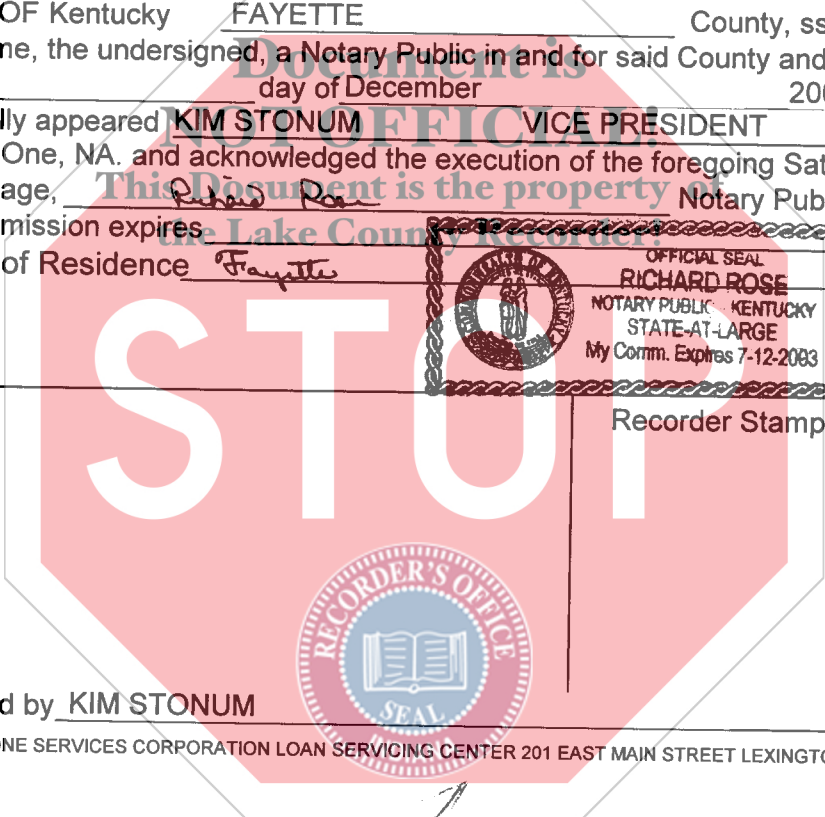 OF Kentucky FAYETTE County, ss
me, the undersigned, a Notary Public in and for said County and
Document is
day of December 200
NOT OFFICIAL!
lly appeared KIM STONUM VICE PRESIDENT
One, NA. and acknowledged the execution of the foregoing Sat
This Document is the property of
age, Richard Rose Notary Pub
mission expires
the Lake County Recorder!
of Residence Fayette
OFFICIAL SEAL
RICHARD ROSE
NOTARY PUBLIC - KENTUCKY
STATE-AT-LARGE
My Comm. Expires 7-12-2003
STOP
Recorder Stamp
RECORDER'S OFFICE
SEAL
d by KIM STONUM
NE SERVICES CORPORATION LOAN SERVICING CENTER 201 EAST MAIN STREET LEXINGTO